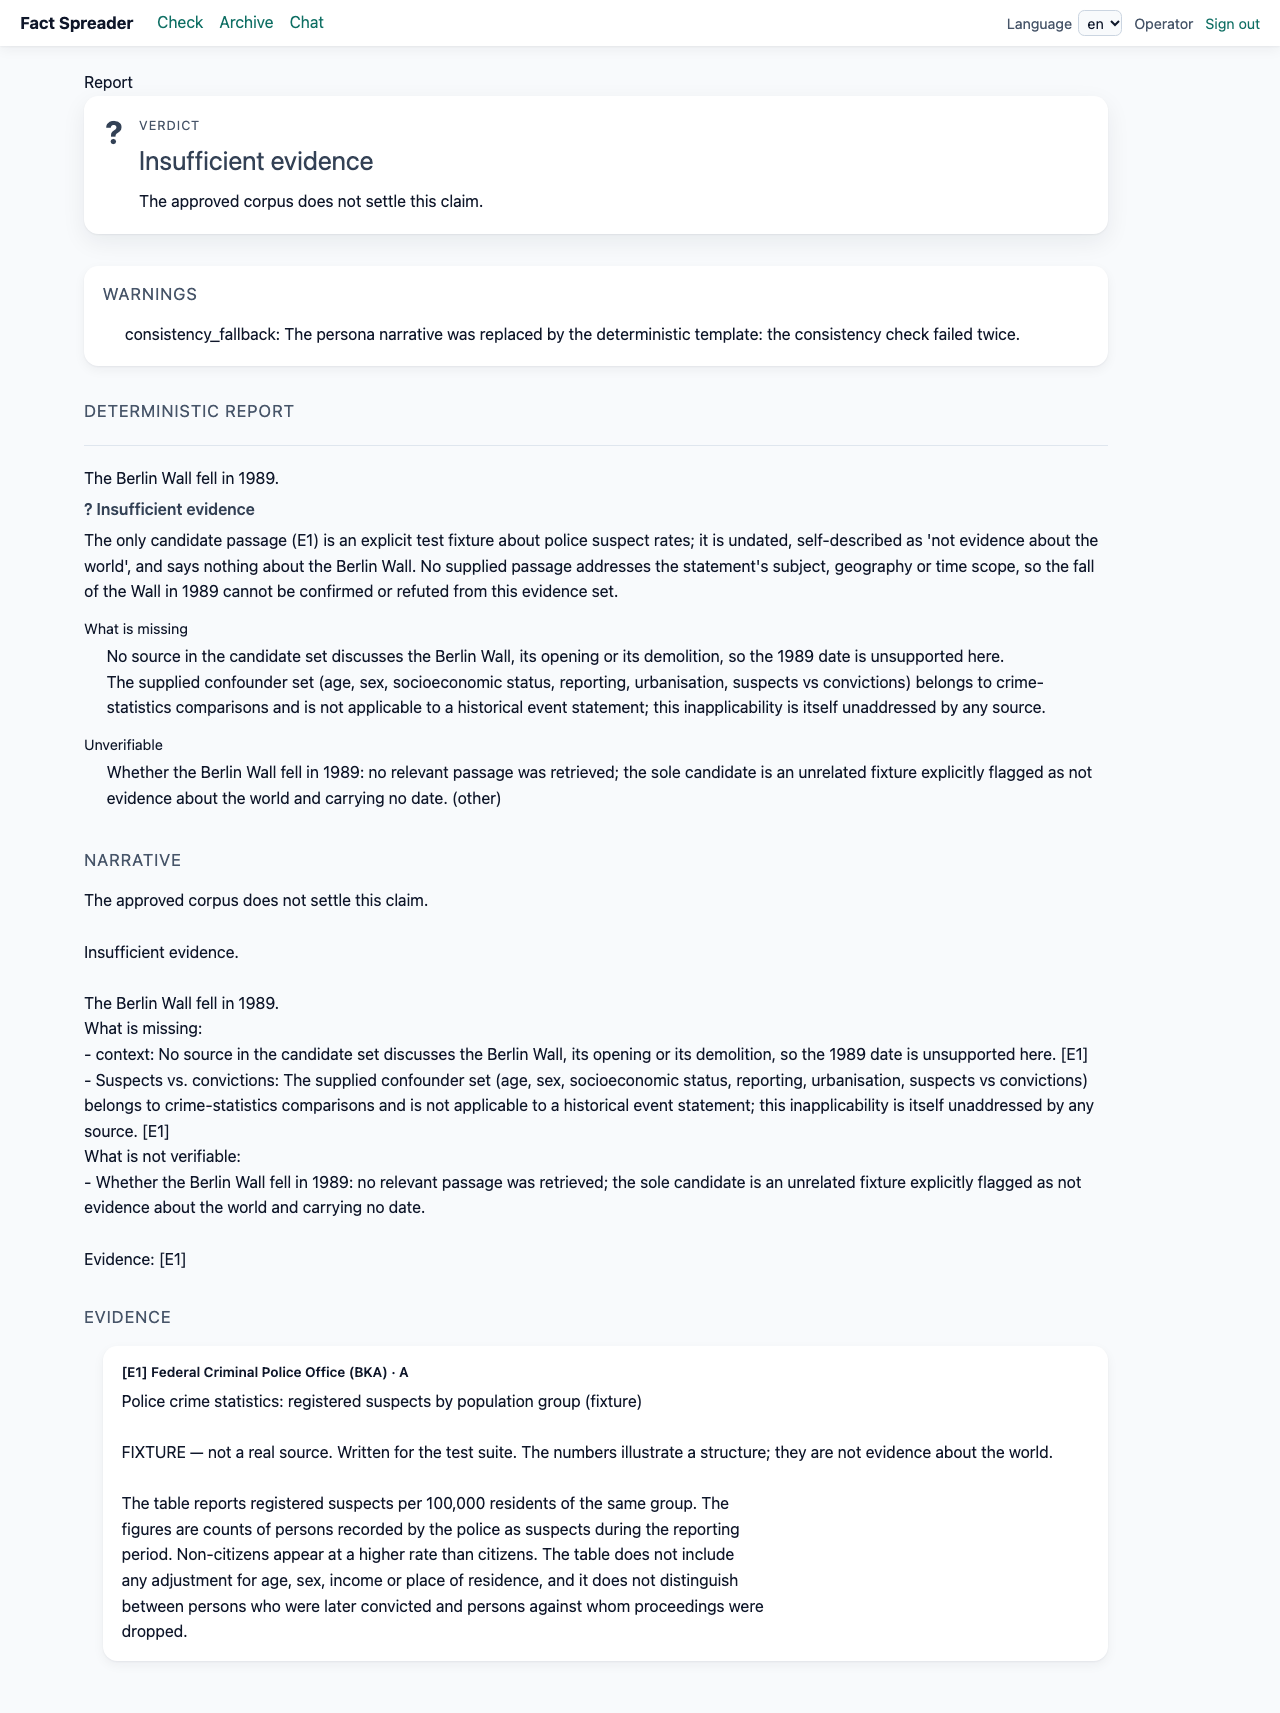 Fact Spreader Check Archive Chat Language en Operator Sign out
Report
?
VERDICT
Insufficient evidence
The approved corpus does not settle this claim.
WARNINGS
consistency_fallback: The persona narrative was replaced by the deterministic template: the consistency check failed twice.
DETERMINISTIC REPORT
The Berlin Wall fell in 1989.
? Insufficient evidence
The only candidate passage (E1) is an explicit test fixture about police suspect rates; it is undated, self-described as 'not evidence about the
world', and says nothing about the Berlin Wall. No supplied passage addresses the statement's subject, geography or time scope, so the fall
of the Wall in 1989 cannot be confirmed or refuted from this evidence set.
What is missing
No source in the candidate set discusses the Berlin Wall, its opening or its demolition, so the 1989 date is unsupported here.
The supplied confounder set (age, sex, socioeconomic status, reporting, urbanisation, suspects vs convictions) belongs to crime-
statistics comparisons and is not applicable to a historical event statement; this inapplicability is itself unaddressed by any source.
Unverifiable
Whether the Berlin Wall fell in 1989: no relevant passage was retrieved; the sole candidate is an unrelated fixture explicitly flagged as not
evidence about the world and carrying no date. (other)
NARRATIVE
The approved corpus does not settle this claim.
Insufficient evidence.
The Berlin Wall fell in 1989.
What is missing:
- context: No source in the candidate set discusses the Berlin Wall, its opening or its demolition, so the 1989 date is unsupported here. [E1]
- Suspects vs. convictions: The supplied confounder set (age, sex, socioeconomic status, reporting, urbanisation, suspects vs convictions)
belongs to crime-statistics comparisons and is not applicable to a historical event statement; this inapplicability is itself unaddressed by any
source. [E1]
What is not verifiable:
- Whether the Berlin Wall fell in 1989: no relevant passage was retrieved; the sole candidate is an unrelated fixture explicitly flagged as not
evidence about the world and carrying no date.
Evidence: [E1]
EVIDENCE
[E1] Federal Criminal Police Office (BKA) · A
Police crime statistics: registered suspects by population group (fixture)
FIXTURE — not a real source. Written for the test suite. The numbers illustrate a structure; they are not evidence about the world.
The table reports registered suspects per 100,000 residents of the same group. The
figures are counts of persons recorded by the police as suspects during the reporting
period. Non-citizens appear at a higher rate than citizens. The table does not include
any adjustment for age, sex, income or place of residence, and it does not distinguish
between persons who were later convicted and persons against whom proceedings were
dropped.